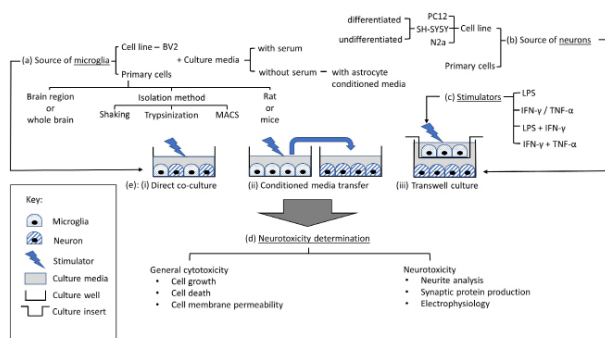 differentiated
undifferentiated
PC12
SH-SY5Y
N2a
Cell line
(b) Source of neurons
Primary cells
(a) Source of microglia
Cell line – BV2
+ Culture media
with serum
without serum
with astrocyte
conditioned media
Primary cells
Brain region
or
whole brain
Isolation method
Shaking
Trypsinization
MACS
Rat
or
mice
(c) Stimulators
LPS
IFN-γ / TNF-α
LPS + IFN-γ
IFN-γ + TNF-α
(e): (i) Direct co-culture
(ii) Conditioned media transfer
(iii) Transwell culture
(d) Neurotoxicity determination
General cytotoxicity
• Cell growth
• Cell death
• Cell membrane permeability
Neurotoxicity
• Neurite analysis
• Synaptic protein production
• Electrophysiology
Key:
Microglia
Neuron
Stimulator
Culture media
Culture well
Culture insert